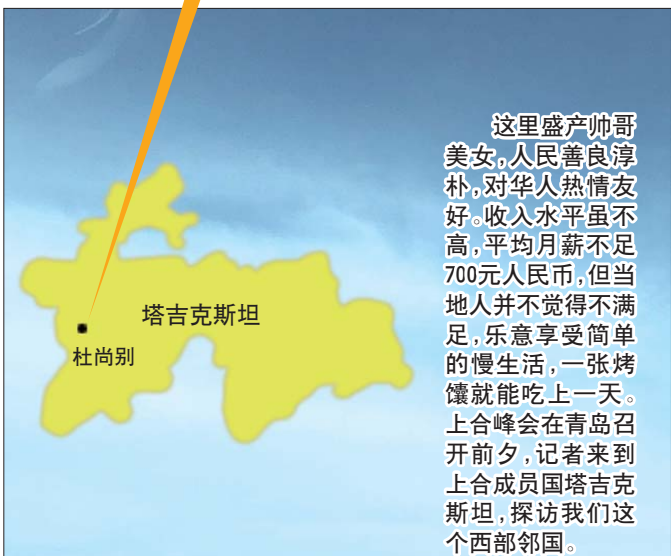 这里盛产帅哥
美女,人民善良淳
朴,对华人热情友
好。收入水平虽不
高,平均月薪不足
700元人民币,但当
地人并不觉得不满
足,乐意享受简单
的慢生活,一张烤
馕就能吃上一天。
上合峰会在青岛召
开前夕,记者来到
上合成员国塔吉克
斯坦,探访我们这
个西部邻国。
塔吉克斯坦
杜尚别